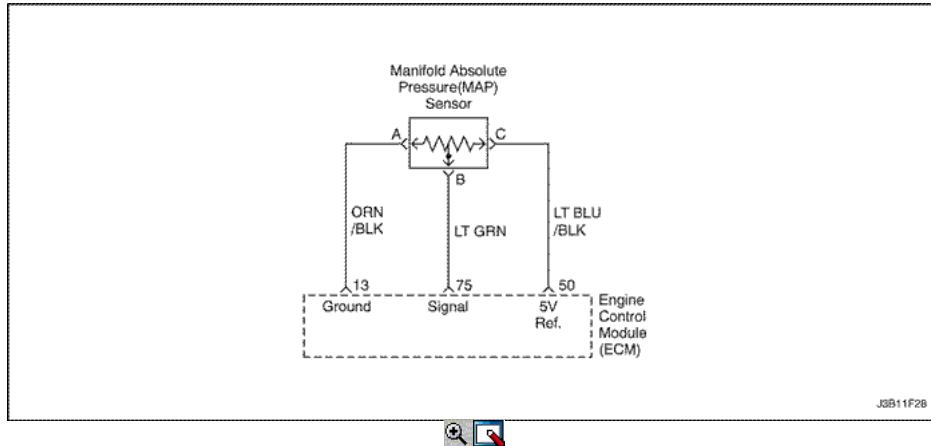 Manifold Absolute
Pressure(MAP)
Sensor
A
C
B
ORN
/BLK
LT GRN
LT BLU
/BLK
13
75
50
Ground
Signal
5V
Ref.
Engine
Control
Module
(ECM)
J3B11F28